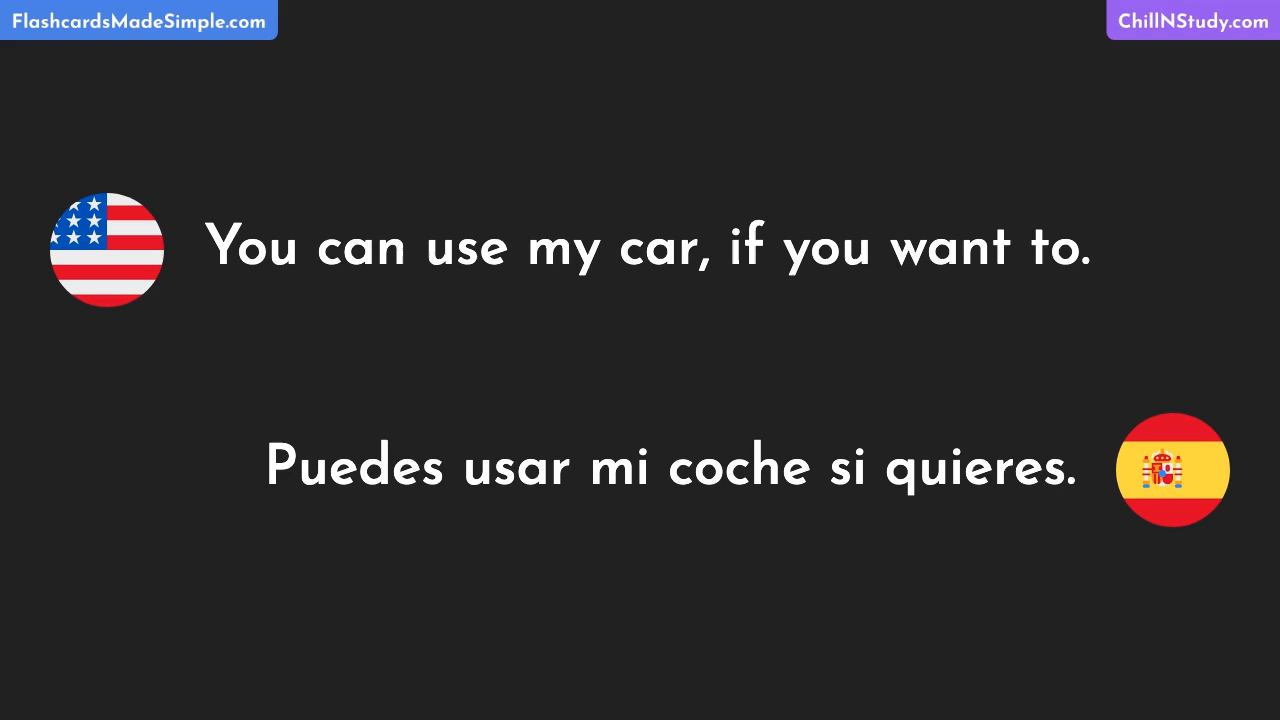 FlashcardsMadeSimple.com
ChillNStudy.com
You can use my car, if you want to.
Puedes usar mi coche si quieres.